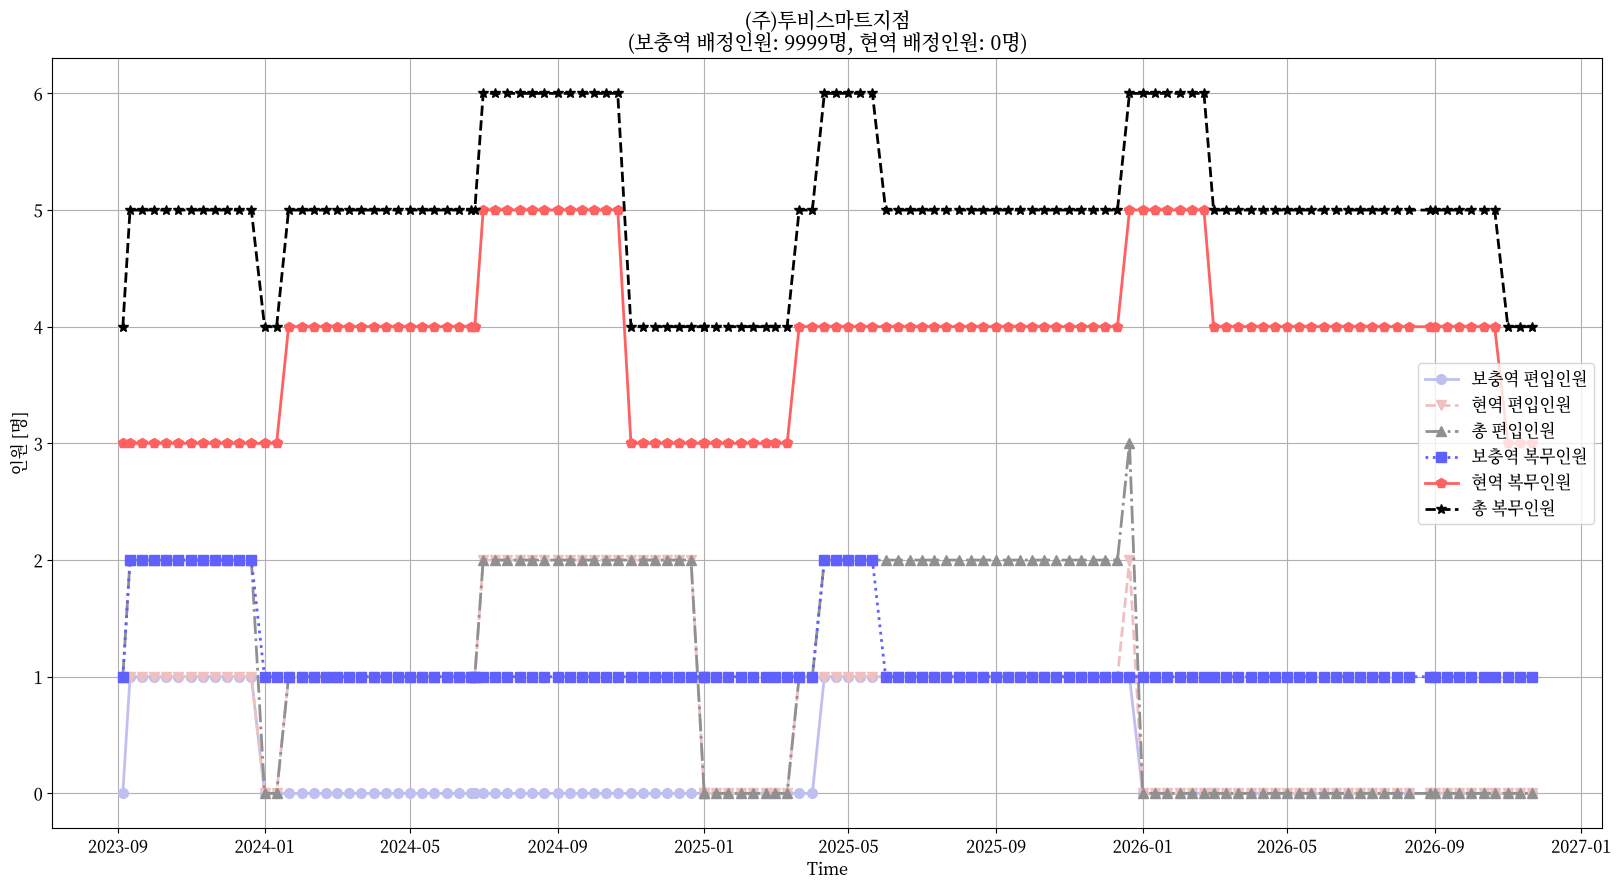 (주)투비스마트지점
(보충역 배정인원: 9999명, 현역 배정인원: 0명)
인원 [명]
6
5
4
3
2
1
0
보충역 편입인원
현역 편입인원
총 편입인원
보충역 복무인원
현역 복무인원
총 복무인원
2023-09 2024-01 2024-05 2024-09 2025-01 2025-05 2025-09 2026-01 2026-05 2026-09 2027-01
Time